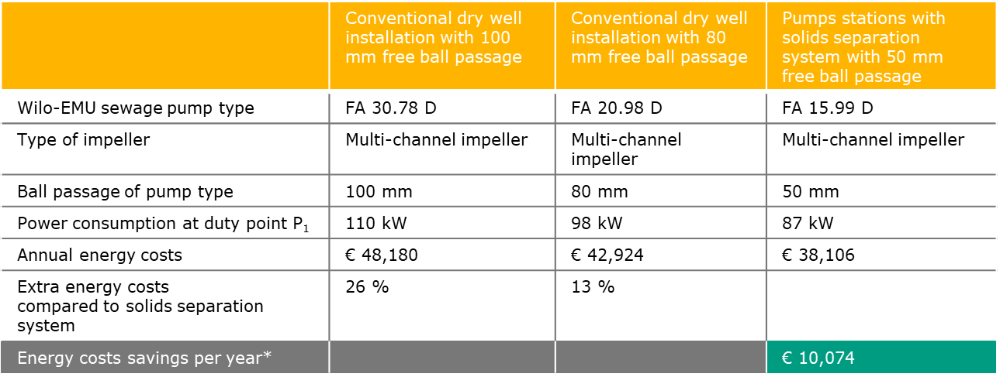 Conventional dry well installation with 100 mm free ball passage
Conventional dry well installation with 80 mm free ball passage
Pumps stations with solids separation system with 50 mm free ball passage
Wilo-EMU sewage pump type
FA 30.78 D
FA 20.98 D
FA 15.99 D
Type of impeller
Multi-channel impeller
Multi-channel
impeller
Multi-channel impeller
Ball passage of pump type
100 mm
80 mm
50 mm
Power consumption at duty point P₁
110 kW
98 kW
87 kW
Annual energy costs
€ 48,180
€ 42,924
€ 38,106
Extra energy costs
compared to solids separation
system
26 %
13 %
Energy costs savings per year*
€ 10,074